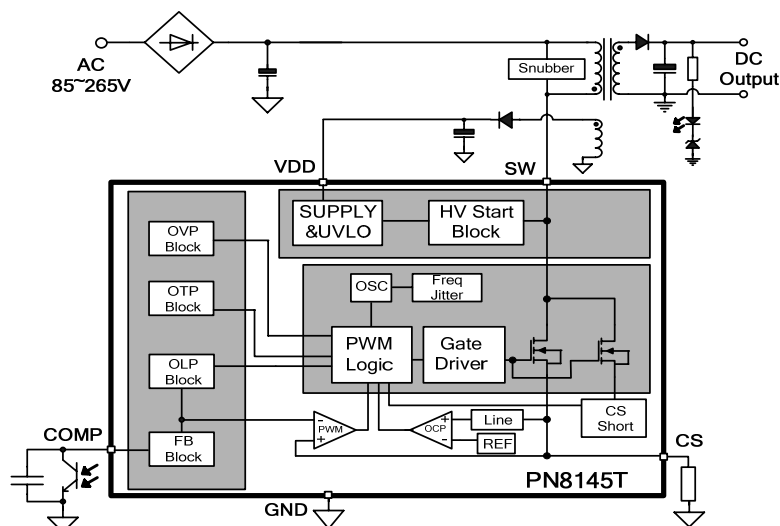 AC
85~265V
Snubber
DC
Output
VDD
SW
SUPPLY
&UVLO
HV Start
Block
OVP
Block
OTP
Block
OLP
Block
FB
Block
OSC
Freq
Jitter
PWM
Logic
Gate
Driver
CS
Short
-
+
PWM
+
-
OCP
Line
REF
COMP
CS
PN8145T
GND